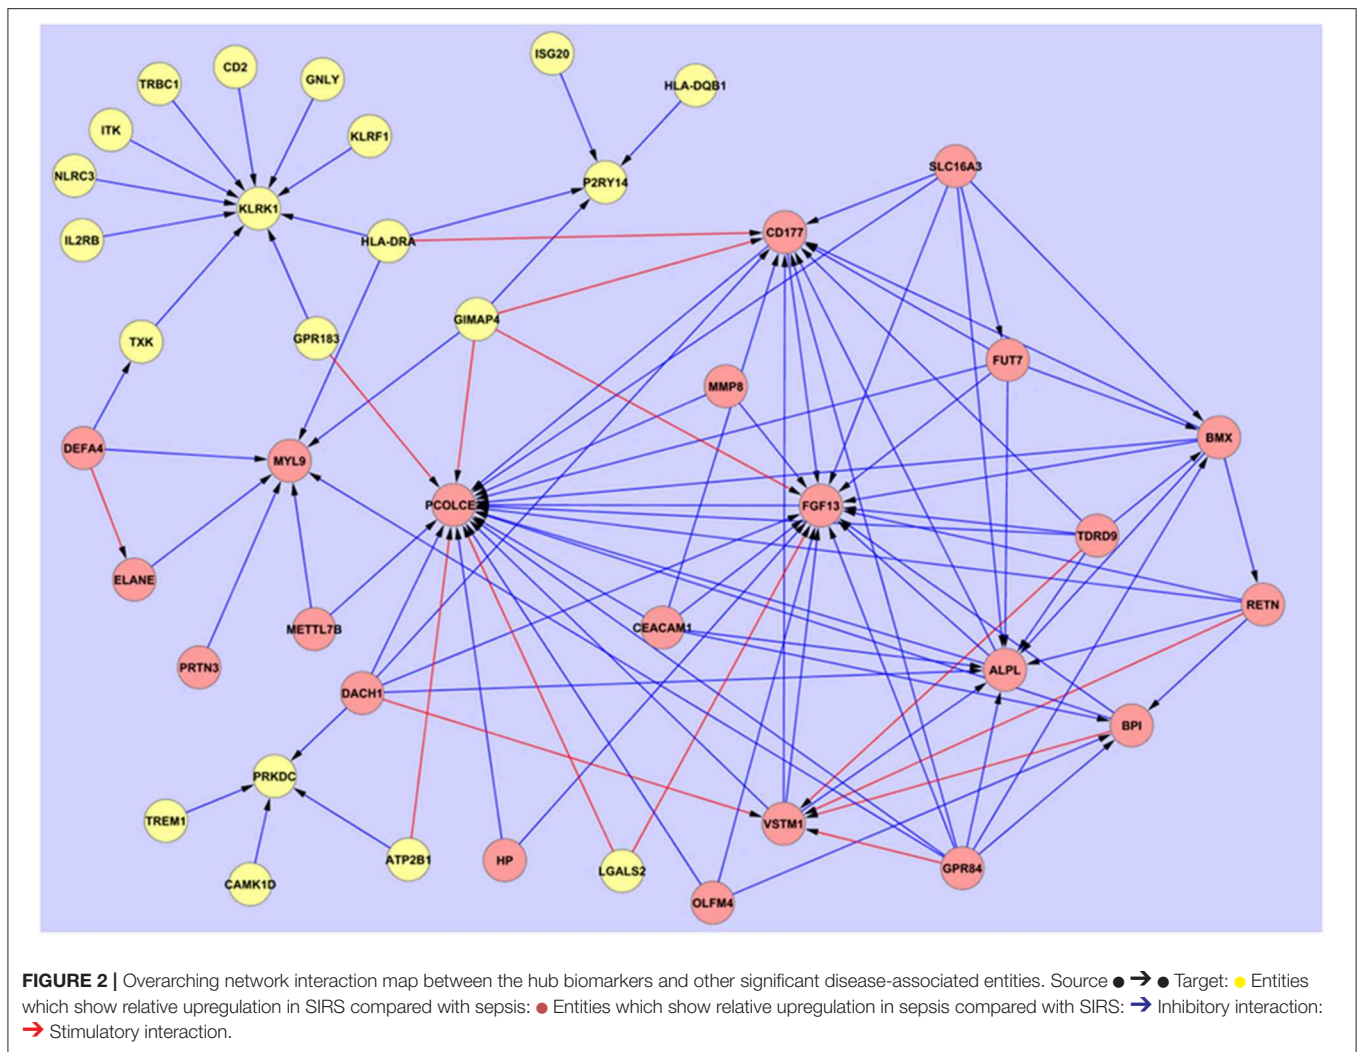 ISG20
CD2
GNLY
TRBC1
HLA-DQB1
ITK
KLRF1
SLC16A3
NLRC3
P2RY14
KLRK1
CD177
IL2RB
HLA-DRA
GIMAP4
GPR183
TXK
FUT7
MMP8
BMX
DEFA4
MYL9
PCOLCE
FGF13
TDRD9
ELANE
RETN
METTL7B
CEACAM1
PRTN3
ALPL
DACH1
BPI
PRKDC
TREM1
VSTM1
ATP2B1
HP
LGALS2
GPR84
CAMK1D
OLFM4
FIGURE 2 | Overarching network interaction map between the hub biomarkers and other significant disease-associated entities. Source ● ➔ ● Target: ● Entities
which show relative upregulation in SIRS compared with sepsis: ● Entities which show relative upregulation in sepsis compared with SIRS: ➔ Inhibitory interaction:
➔ Stimulatory interaction.